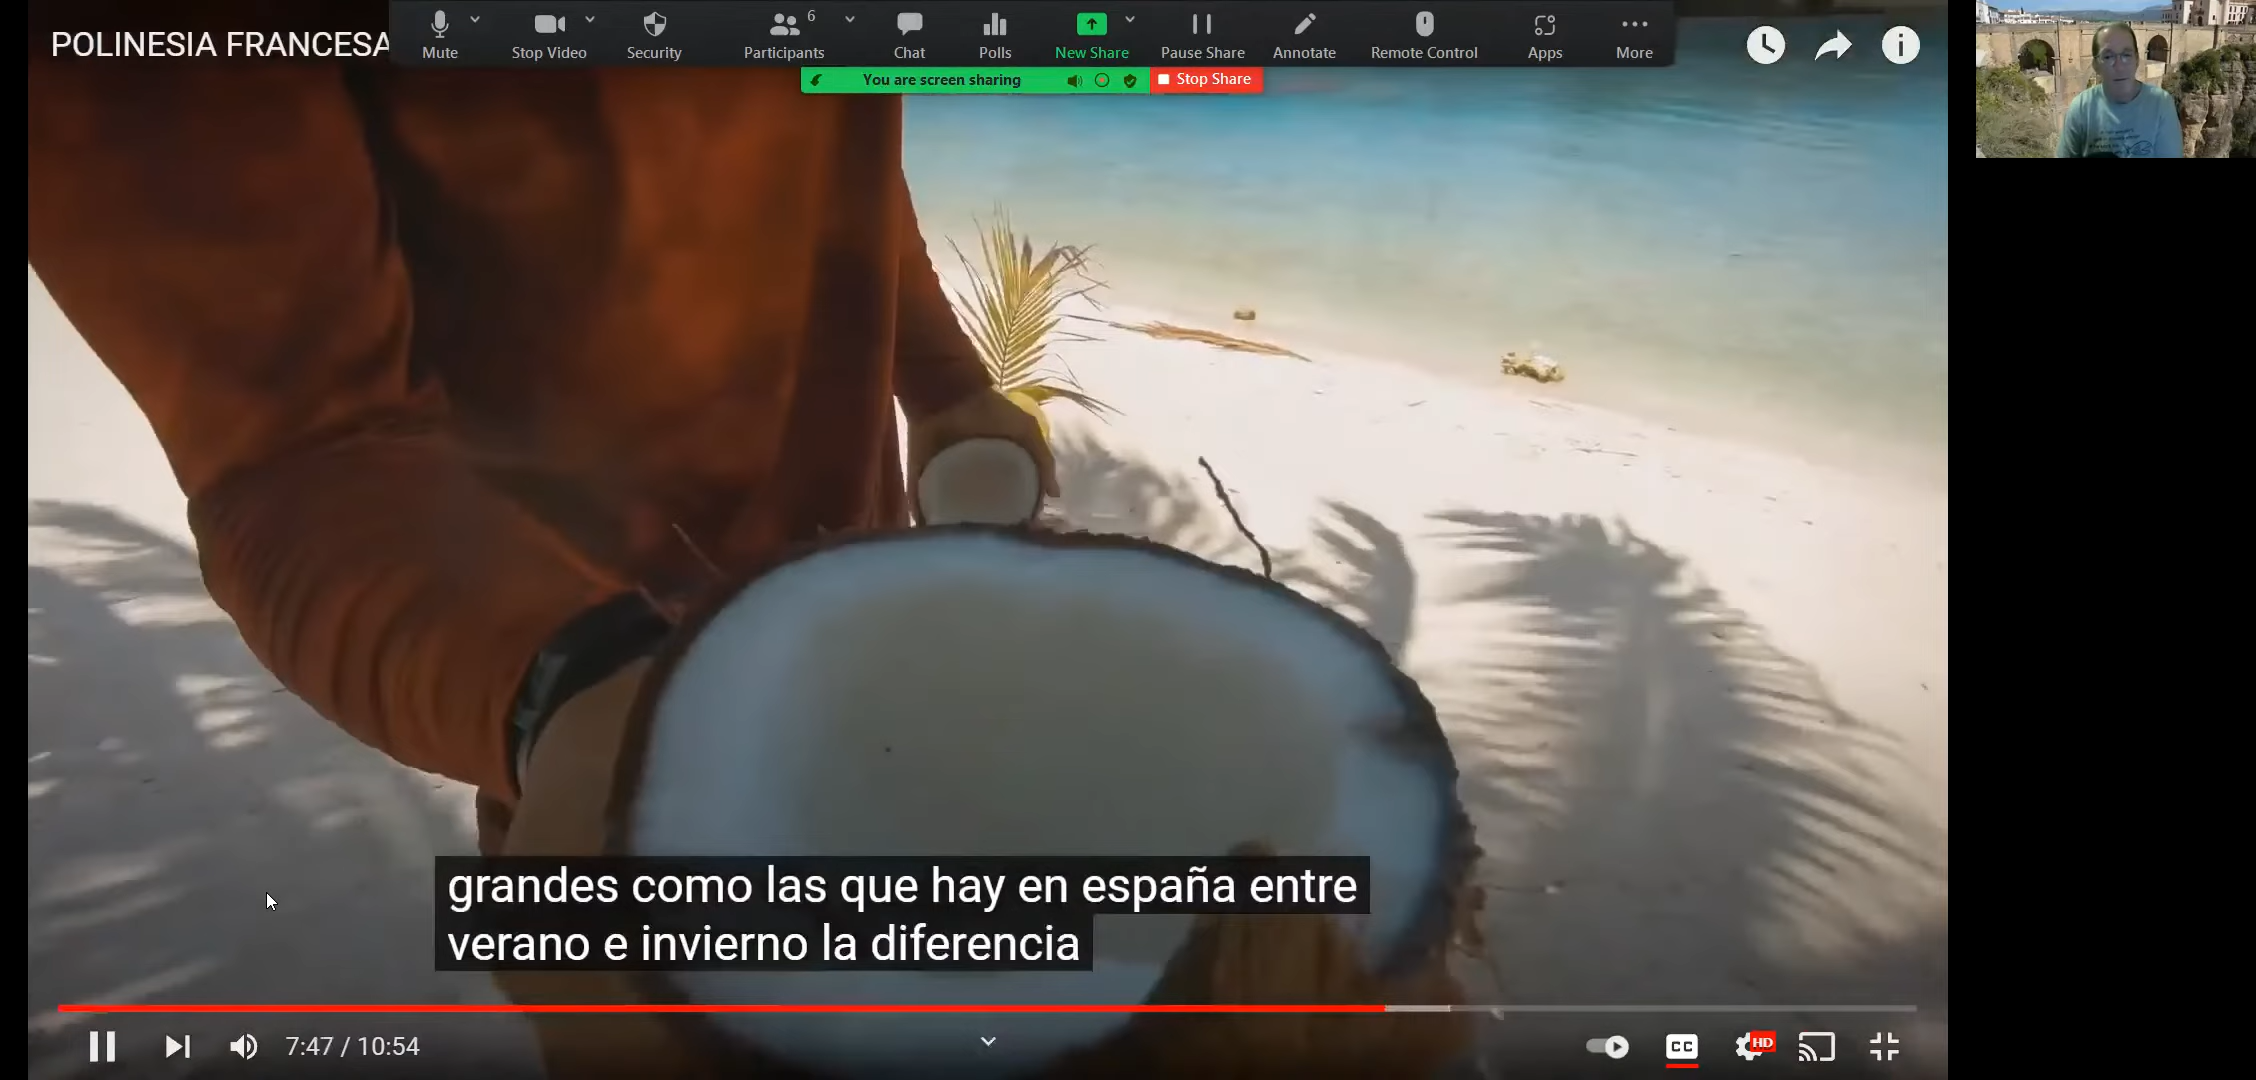 POLINESIA FRANCESA
Mute
Stop Video
Security
6
Participants
Chat
Polls
New Share
Pause Share
Annotate
Remote Control
Apps
More
You are screen sharing
Stop Share
grandes como las que hay en españa entre
verano e invierno la diferencia
7:47 / 10:54
CC
HD